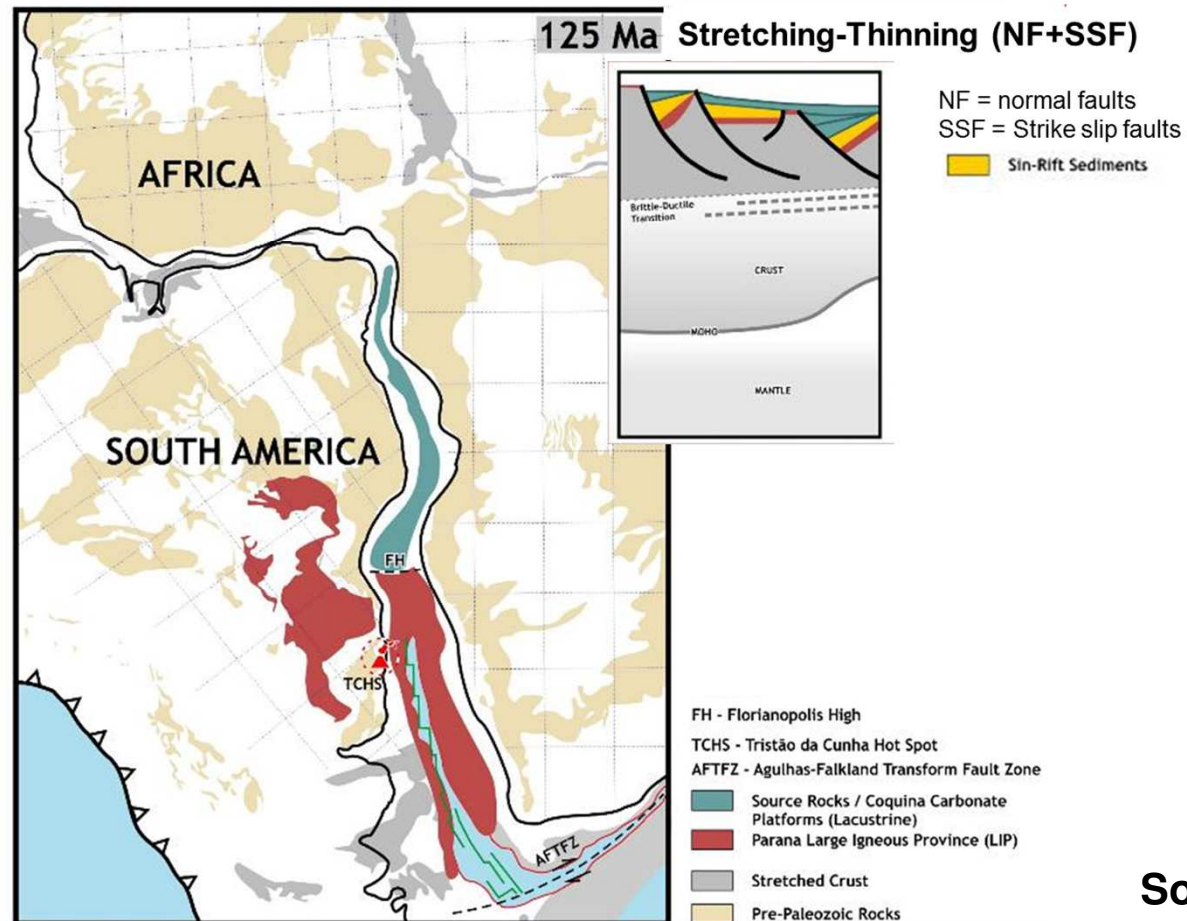 125 Ma Stretching-Thinning (NF+SSF)
NF = normal faults
SSF = Strike slip faults
Sin-Rift Sediments
Brittle-Ductile
Transition
CRUST
MOHO
MANTLE
AFRICA
SOUTH AMERICA
FH
TCHS
AFTFZ
FH - Florianopolis High
TCHS - Tristão da Cunha Hot Spot
AFTFZ - Agulhas-Falkland Transform Fault Zone
Source Rocks / Coquina Carbonate
Platforms (Lacustrine)
Parana Large Igneous Province (LIP)
Stretched Crust
Pre-Paleozoic Rocks